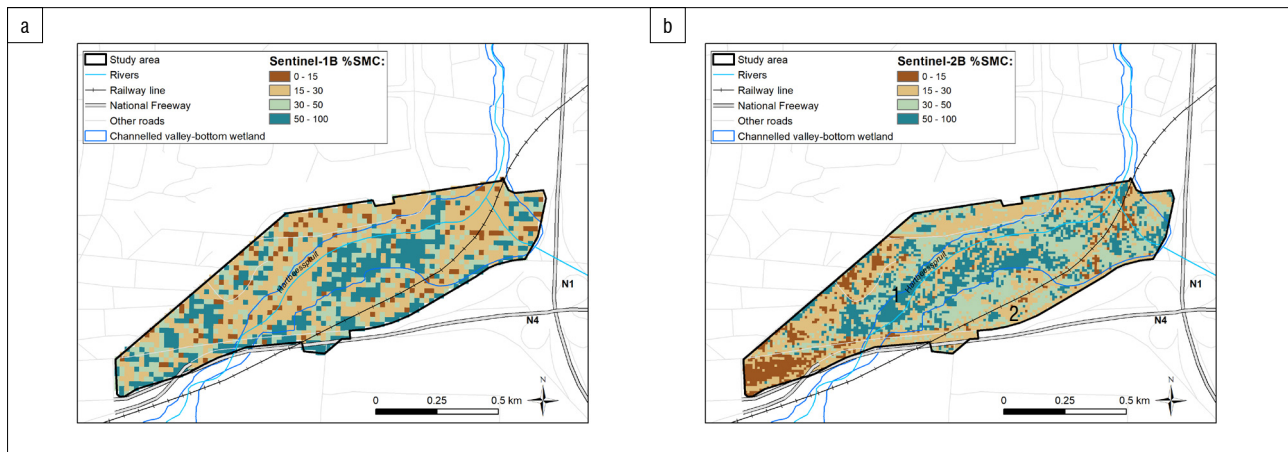 a
Study area
Rivers
Railway line
National Freeway
Other roads
Channelled valley-bottom wetland
Sentinel-1B %SMC:
0 - 15
15 - 30
30 - 50
50 - 100
Hartbeesspruit
N1
N4
N
0 0.25 0.5 km
b
Study area
Rivers
Railway line
National Freeway
Other roads
Channelled valley-bottom wetland
Sentinel-2B %SMC:
0 - 15
15 - 30
30 - 50
50 - 100
Hartbeesspruit
1
2
N1
N4
N
0 0.25 0.5 km